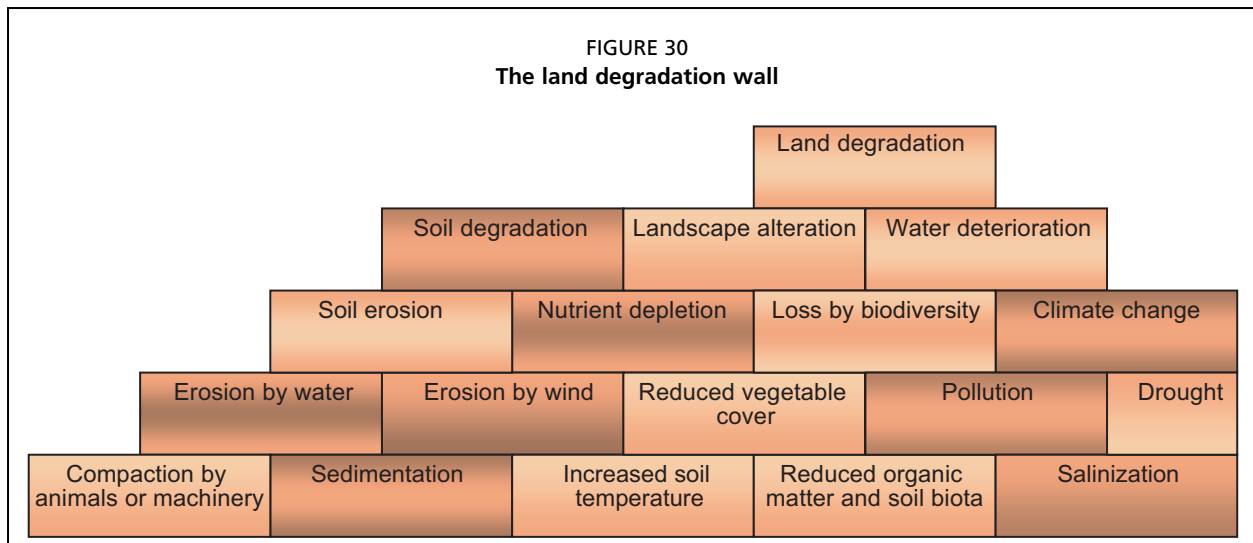 FIGURE 30
The land degradation wall
Land degradation
Soil degradation
Landscape alteration
Water deterioration
Soil erosion
Nutrient depletion
Loss by biodiversity
Climate change
Erosion by water
Erosion by wind
Reduced vegetable
cover
Pollution
Drought
Compaction by
animals or machinery
Sedimentation
Increased soil
temperature
Reduced organic
matter and soil biota
Salinization